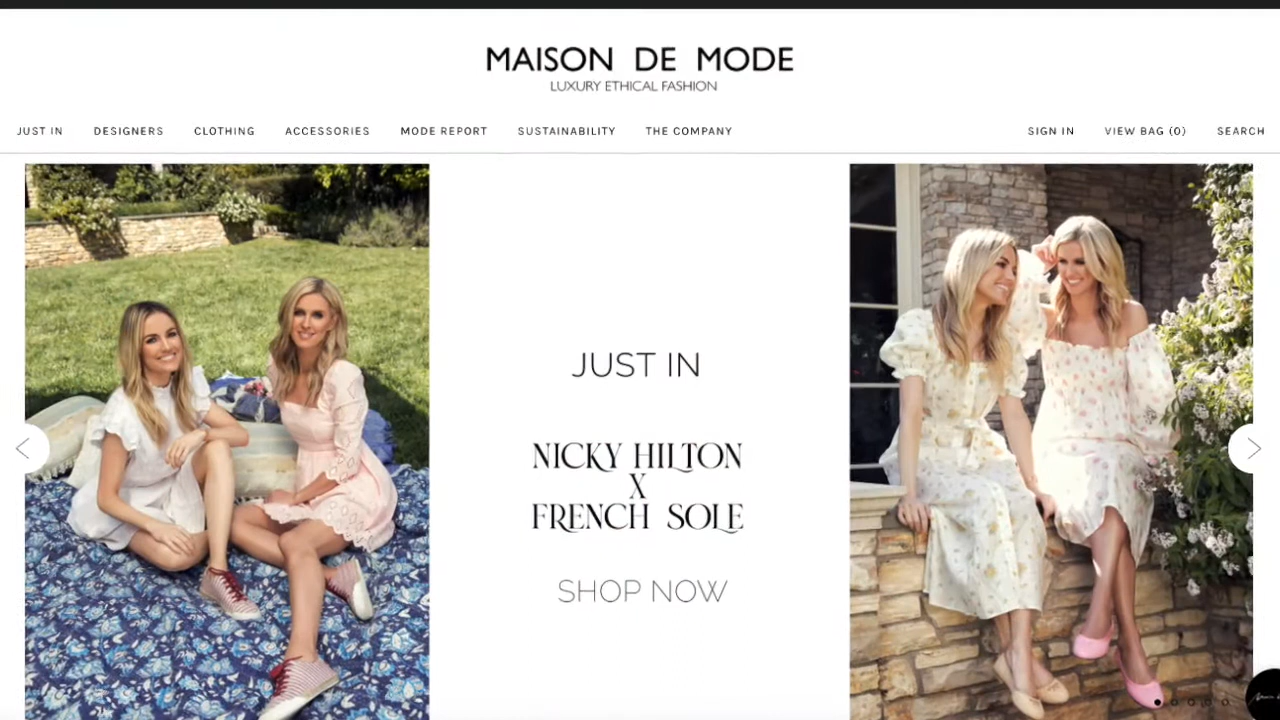 MAISON DE MODE
LUXURY ETHICAL FASHION
JUST IN
DESIGNERS
CLOTHING
ACCESSORIES
MODE REPORT
SUSTAINABILITY
THE COMPANY
SIGN IN
VIEW BAG (0)
SEARCH
JUST IN
NICKY HILTON
X
FRENCH SOLE
SHOP NOW